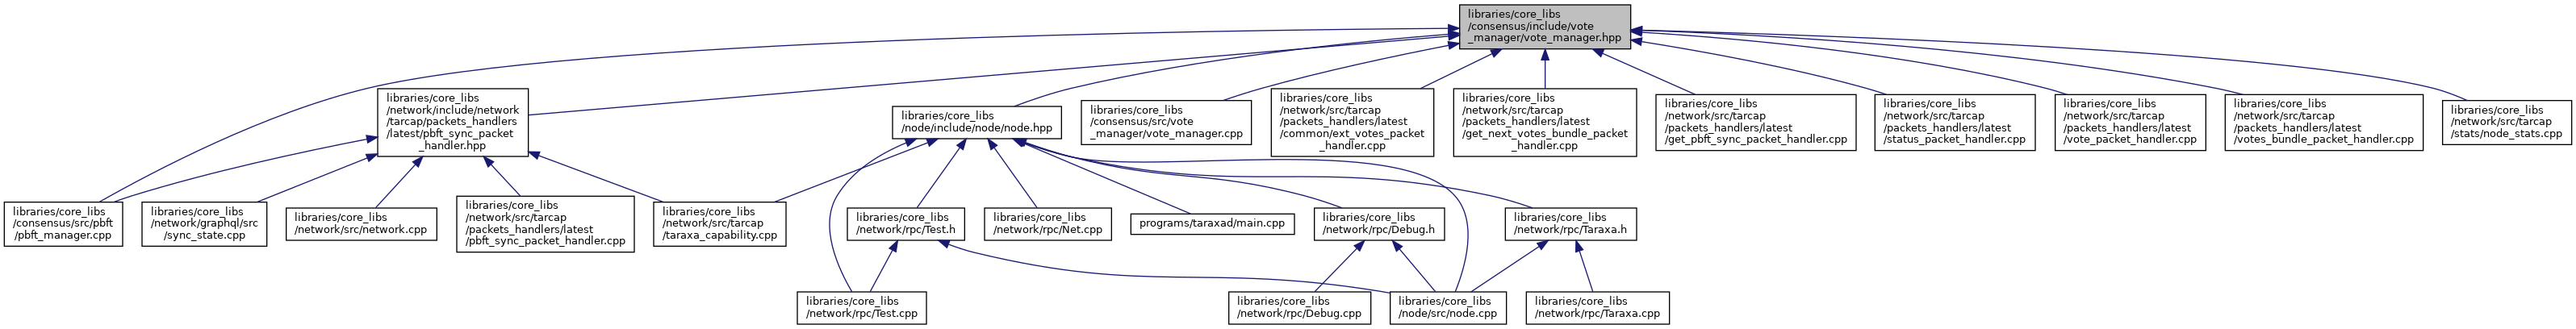 libraries/core_libs
/consensus/include/vote
_manager/vote_manager.hpp
libraries/core_libs
/network/include/network
/tarcap/packets_handlers
/latest/pbft_sync_packet
_handler.hpp
libraries/core_libs
/node/include/node/node.hpp
libraries/core_libs
/consensus/src/vote
_manager/vote_manager.cpp
libraries/core_libs
/network/src/tarcap
/packets_handlers/latest
/common/ext_votes_packet
_handler.cpp
libraries/core_libs
/network/src/tarcap
/packets_handlers/latest
/get_next_votes_bundle_packet
_handler.cpp
libraries/core_libs
/network/src/tarcap
/packets_handlers/latest
/get_pbft_sync_packet_handler.cpp
libraries/core_libs
/network/src/tarcap
/packets_handlers/latest
/status_packet_handler.cpp
libraries/core_libs
/network/src/tarcap
/packets_handlers/latest
/vote_packet_handler.cpp
libraries/core_libs
/network/src/tarcap
/packets_handlers/latest
/votes_bundle_packet_handler.cpp
libraries/core_libs
/network/src/tarcap
/stats/node_stats.cpp
libraries/core_libs
/consensus/src/pbft
/pbft_manager.cpp
libraries/core_libs
/network/graphql/src
/sync_state.cpp
libraries/core_libs
/network/src/network.cpp
libraries/core_libs
/network/src/tarcap
/packets_handlers/latest
/pbft_sync_packet_handler.cpp
libraries/core_libs
/network/src/tarcap
/taraxa_capability.cpp
libraries/core_libs
/network/rpc/Test.h
libraries/core_libs
/network/rpc/Net.cpp
programs/taraxad/main.cpp
libraries/core_libs
/network/rpc/Debug.h
libraries/core_libs
/network/rpc/Taraxa.h
libraries/core_libs
/network/rpc/Test.cpp
libraries/core_libs
/network/rpc/Debug.cpp
libraries/core_libs
/node/src/node.cpp
libraries/core_libs
/network/rpc/Taraxa.cpp